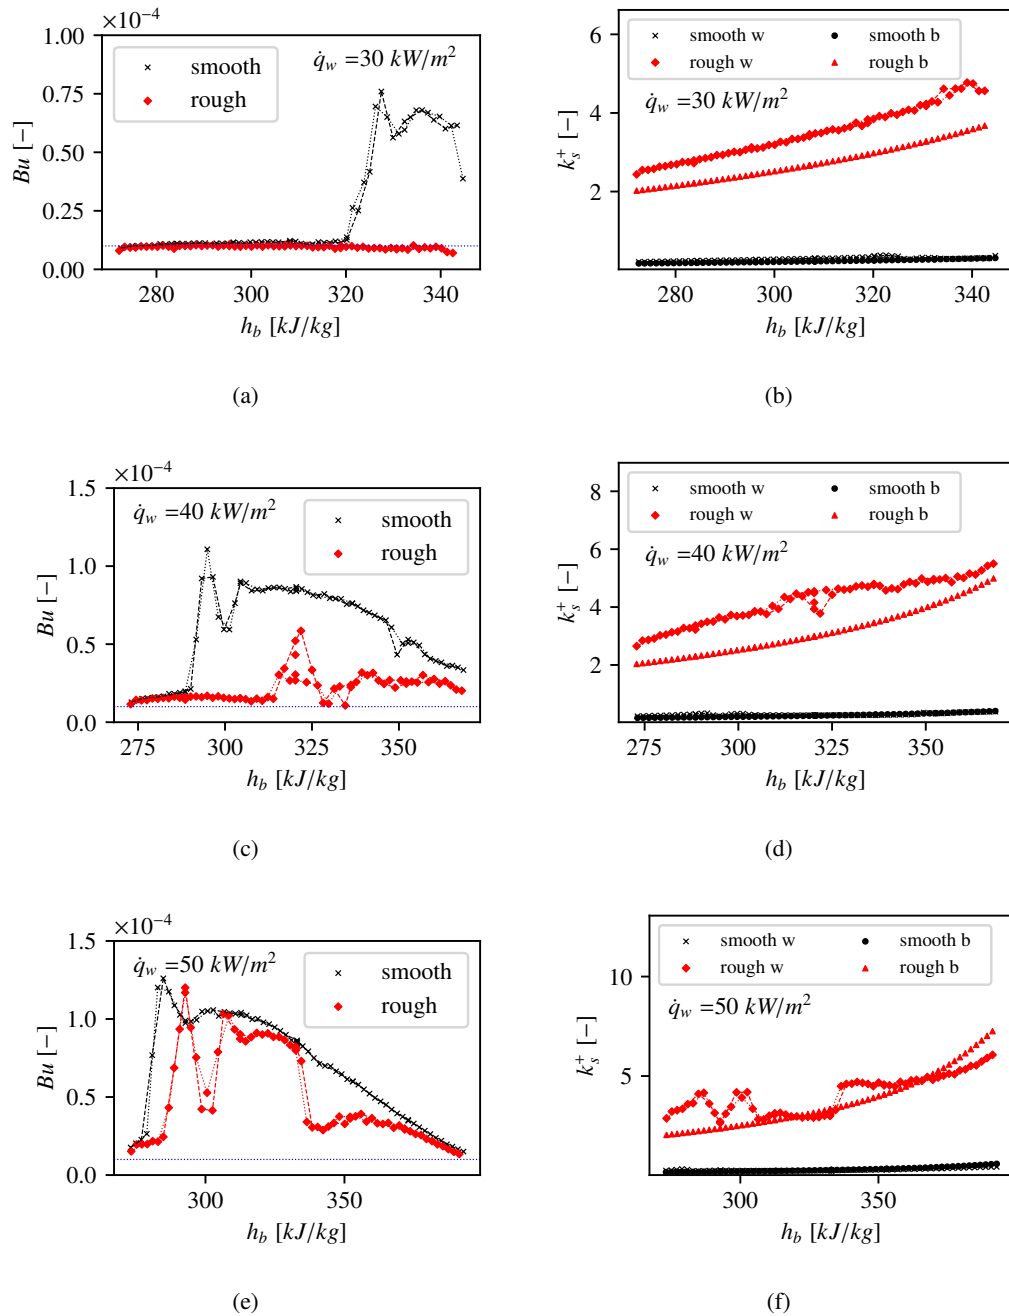 ×10⁻⁴
1.00
0.75
0.50
0.25
0.00
Bu [−]
smooth
rough
q̇_w =30 kW/m²
280 300 320 340
h_b [kJ/kg]
(a)
6
4
2
k_s⁺ [−]
smooth w smooth b
rough w rough b
q̇_w =30 kW/m²
280 300 320 340
h_b [kJ/kg]
(b)
×10⁻⁴
1.5
1.0
0.5
0.0
Bu [−]
q̇_w =40 kW/m²
smooth
rough
275 300 325 350
h_b [kJ/kg]
(c)
8
6
4
2
k_s⁺ [−]
smooth w smooth b
rough w rough b
q̇_w =40 kW/m²
275 300 325 350
h_b [kJ/kg]
(d)
×10⁻⁴
1.5
1.0
0.5
0.0
Bu [−]
q̇_w =50 kW/m²
smooth
rough
300 350
h_b [kJ/kg]
(e)
10
5
k_s⁺ [−]
smooth w smooth b
rough w rough b
q̇_w =50 kW/m²
300 350
h_b [kJ/kg]
(f)